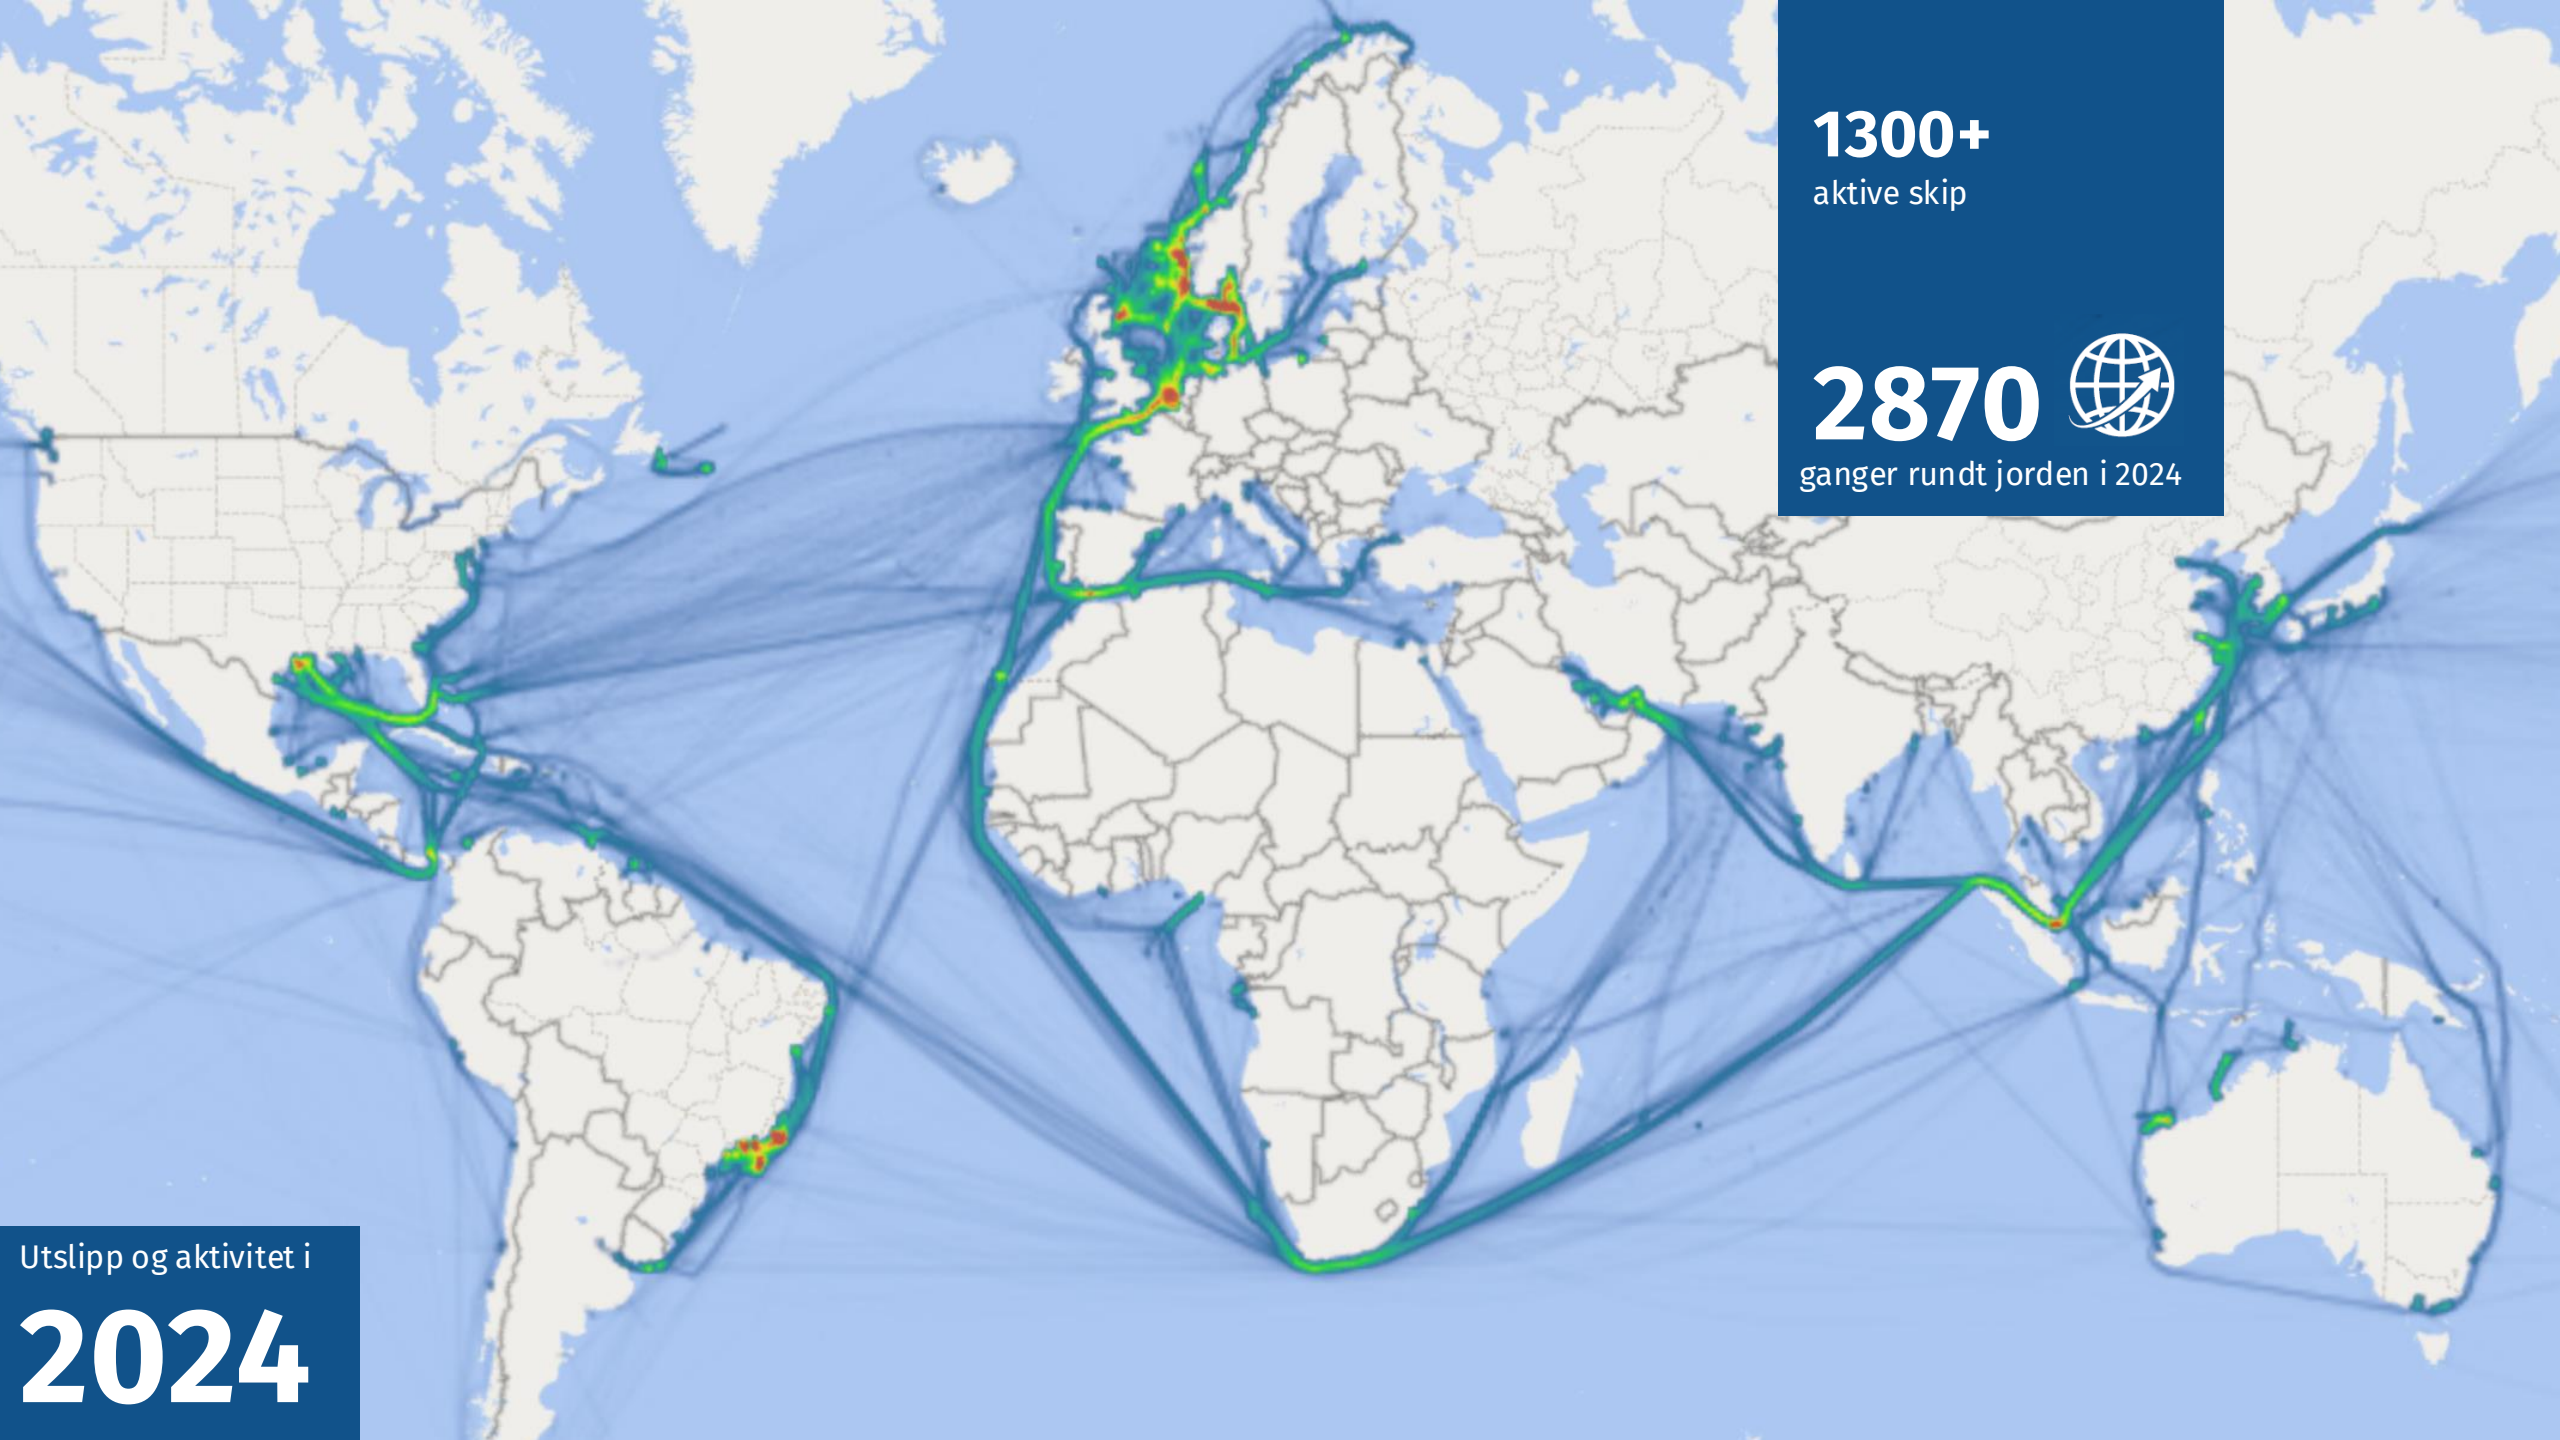 1300+
aktive skip
2870
ganger rundt jorden i 2024
Utslipp og aktivitet i
2024